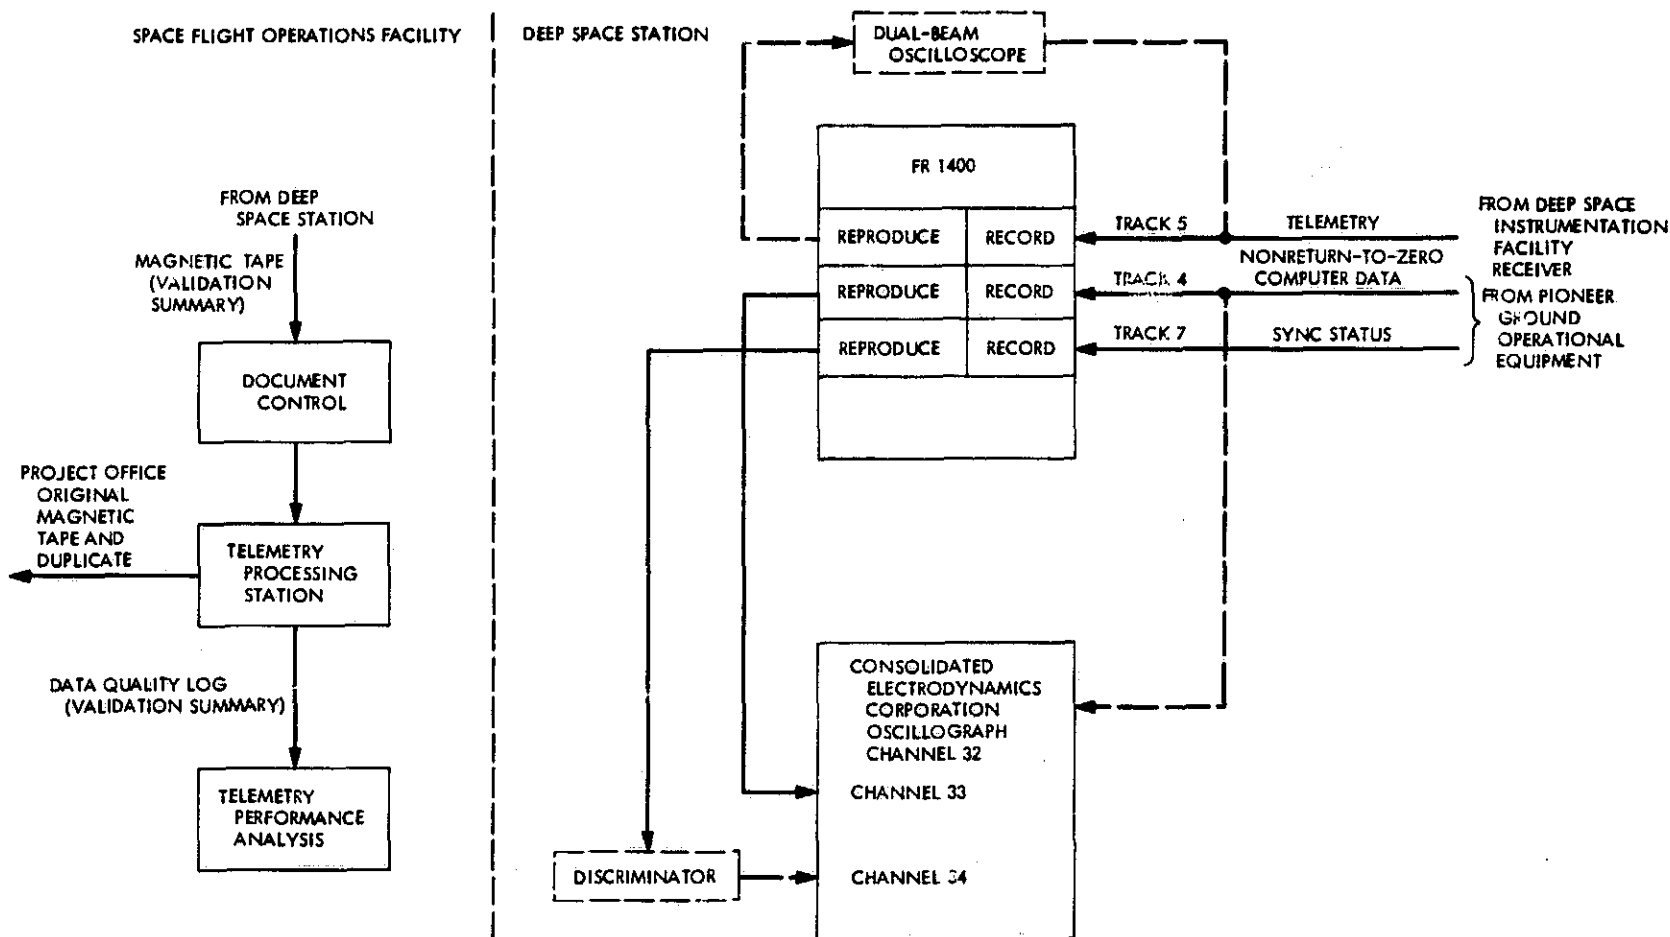 SPACE FLIGHT OPERATIONS FACILITY
FROM DEEP
SPACE STATION
MAGNETIC TAPE
(VALIDATION
SUMMARY)
DOCUMENT
CONTROL
PROJECT OFFICE
ORIGINAL
MAGNETIC
TAPE AND
DUPLICATE
TELEMETRY
PROCESSING
STATION
DATA QUALITY LOG
(VALIDATION SUMMARY)
TELEMETRY
PERFORMANCE
ANALYSIS
DEEP SPACE STATION
DUAL-BEAM
OSCILLOSCOPE
FR 1400
REPRODUCE
RECORD
TRACK 5
TELEMETRY
REPRODUCE
RECORD
TRACK 4
NONRETURN-TO-ZERO
COMPUTER DATA
REPRODUCE
RECORD
TRACK 7
SYNC STATUS
FROM DEEP SPACE
INSTRUMENTATION
FACILITY
RECEIVER
FROM PIONEER
GROUND
OPERATIONAL
EQUIPMENT
CONSOLIDATED
ELECTRODYNAMICS
CORPORATION
OSCILLOGRAPH
CHANNEL 32
CHANNEL 33
DISCRIMINATOR
CHANNEL 34